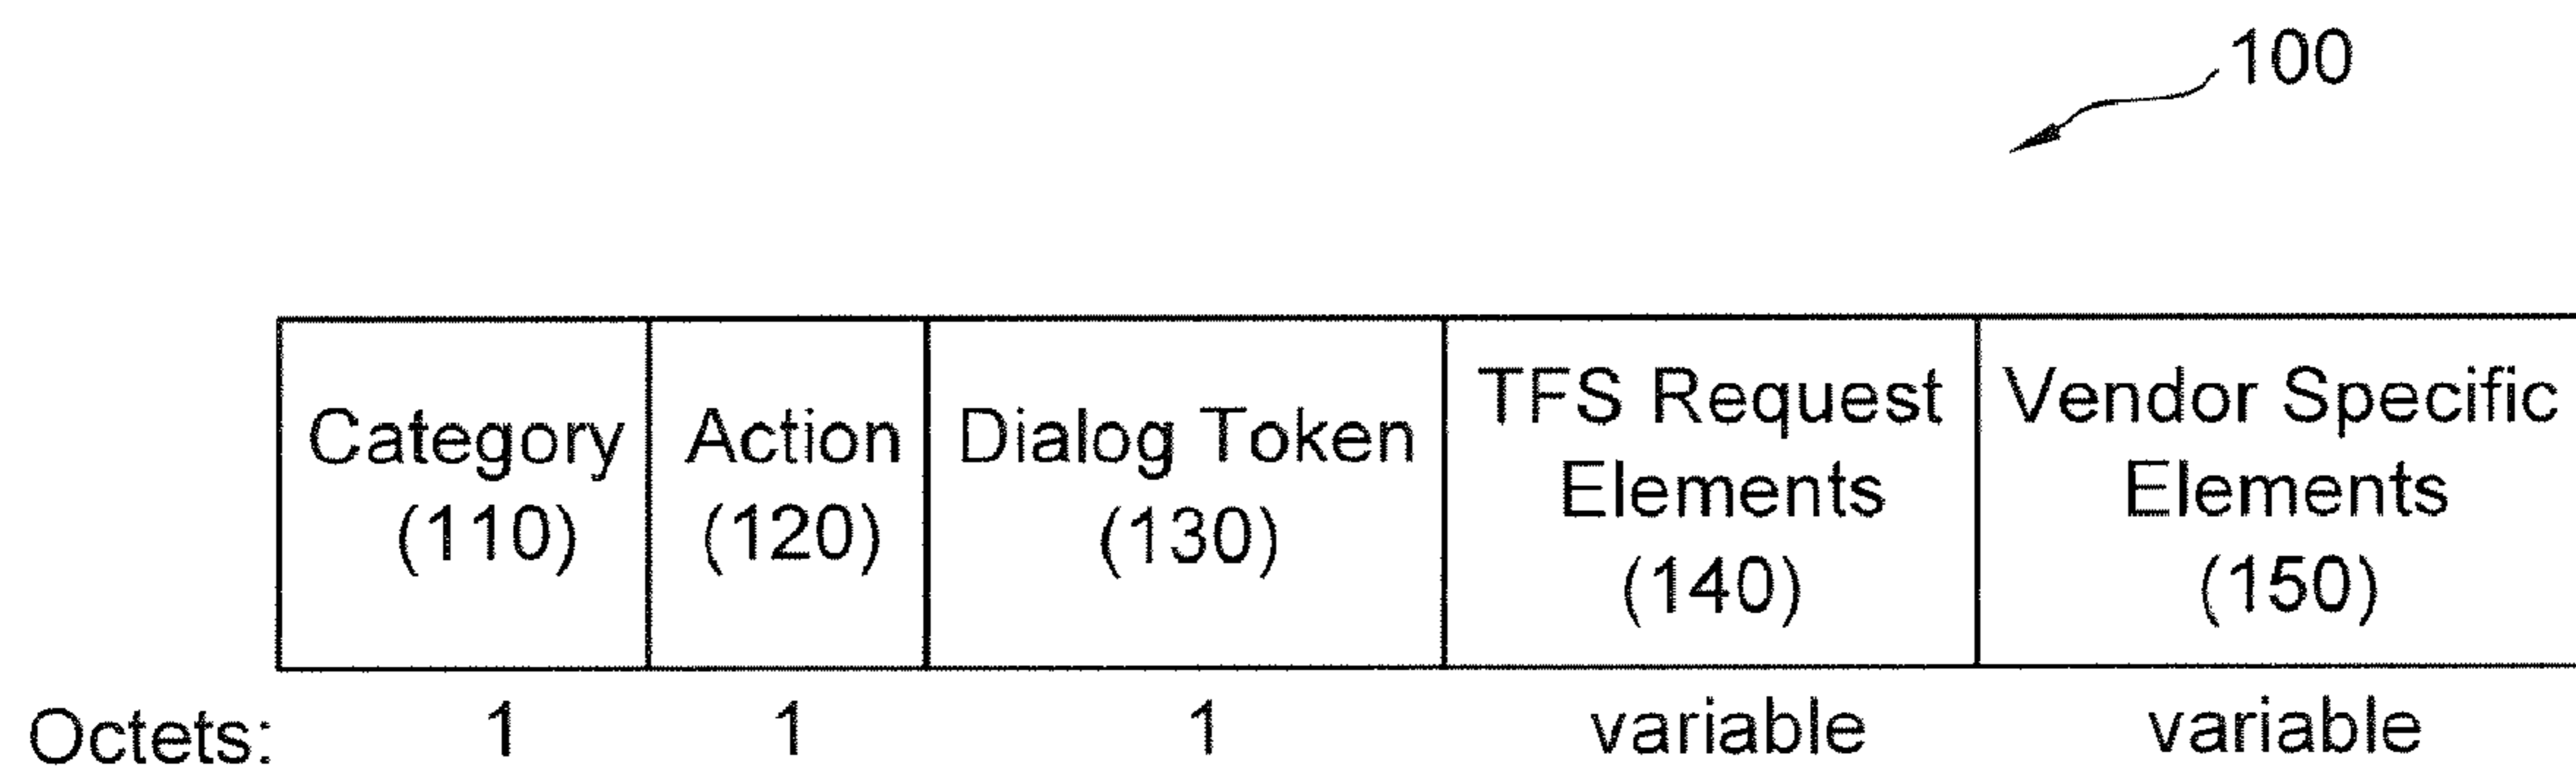 100
Category
(110)
Action
(120)
Dialog Token
(130)
TFS Request
Elements
(140)
Vendor Specific
Elements
(150)
Octets: 1 1 1 variable variable